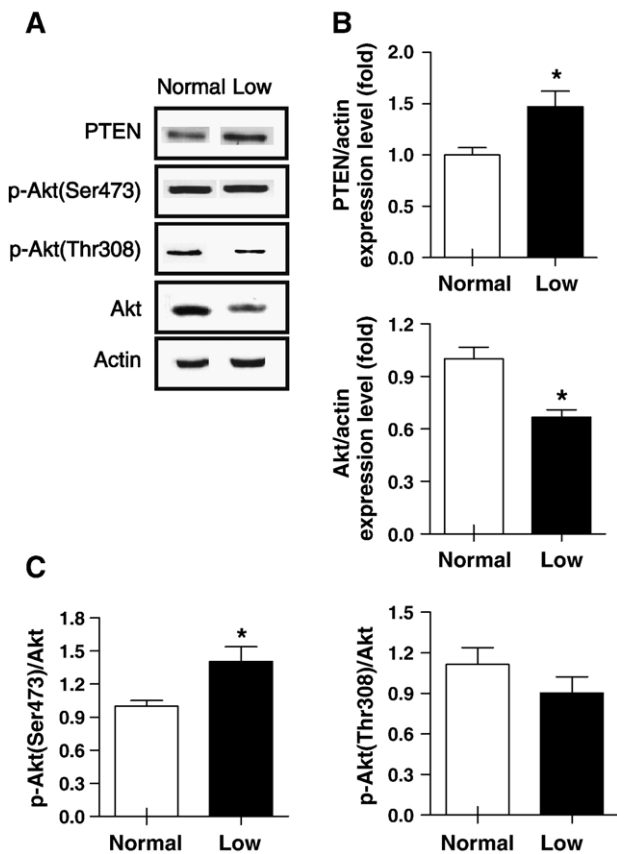 A
Normal Low
PTEN
p-Akt(Ser473)
p-Akt(Thr308)
Akt
Actin
B
PTEN/actin
expression level (fold)
2.0
1.5
1.0
0.5
0.0
*
Normal Low
Akt/actin
expression level (fold)
1.2
0.9
0.6
0.3
0.0
*
Normal Low
C
p-Akt(Ser473)/Akt
1.8
1.5
1.2
0.9
0.6
0.3
0.0
*
Normal Low
p-Akt(Thr308)/Akt
1.5
1.2
0.9
0.6
0.3
0.0
Normal Low